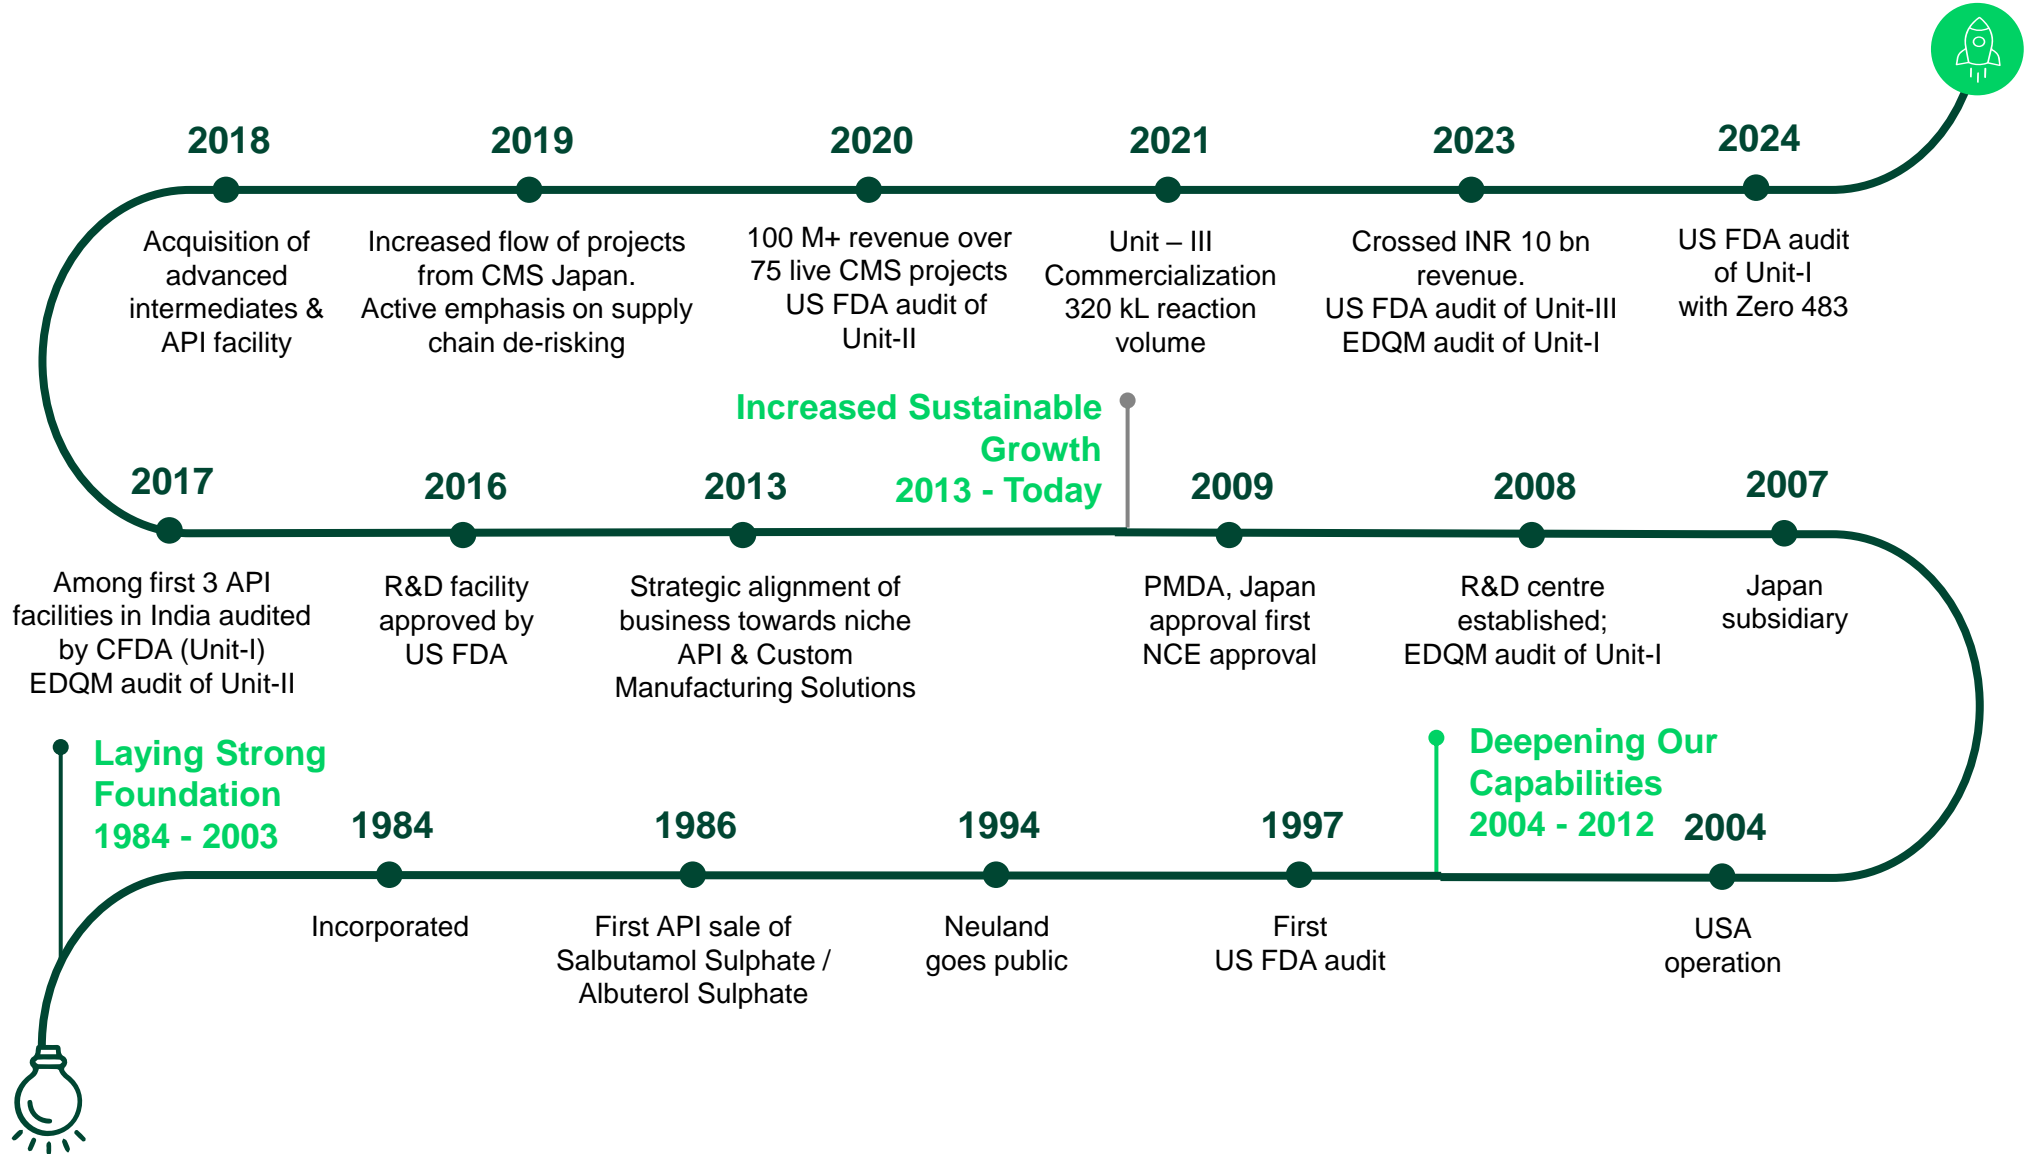 2018
Acquisition of
advanced
intermediates &
API facility
2019
Increased flow of projects
from CMS Japan.
Active emphasis on supply
chain de-risking
2020
100 M+ revenue over
75 live CMS projects
US FDA audit of
Unit-II
2021
Unit – III
Commercialization
320 kL reaction
volume
2023
Crossed INR 10 bn
revenue.
US FDA audit of Unit-III
EDQM audit of Unit-I
2024
US FDA audit
of Unit-I
with Zero 483
Increased Sustainable
Growth
2013 - Today
2017
Among first 3 API
facilities in India audited
by CFDA (Unit-I)
EDQM audit of Unit-II
2016
R&D facility
approved by
US FDA
2013
Strategic alignment of
business towards niche
API & Custom
Manufacturing Solutions
2009
PMDA, Japan
approval first
NCE approval
2008
R&D centre
established;
EDQM audit of Unit-I
2007
Japan
subsidiary
Laying Strong
Foundation
1984 - 2003
1984
Incorporated
1986
First API sale of
Salbutamol Sulphate /
Albuterol Sulphate
1994
Neuland
goes public
1997
First
US FDA audit
Deepening Our
Capabilities
2004 - 2012
2004
USA
operation